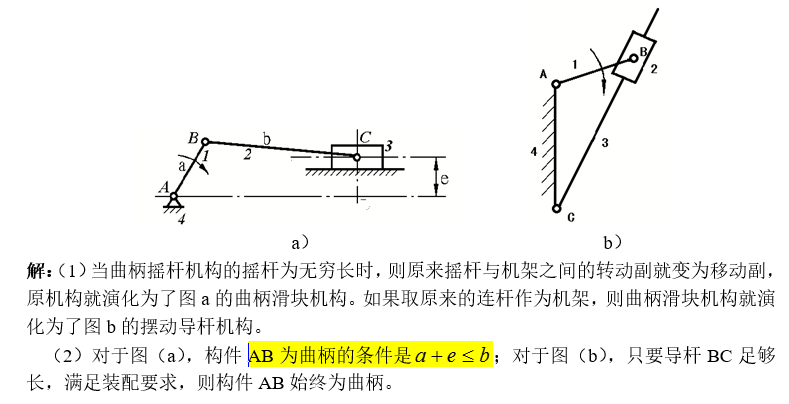 B
b
C
3
a
1
2
A
4
e
a）
A
1
B
2
4
3
C
b）
解：（1）当曲柄摇杆机构的摇杆为无穷长时，则原来摇杆与机架之间的转动副就变为移动副，
原机构就演化为了图 a 的曲柄滑块机构。如果取原来的连杆作为机架，则曲柄滑块机构就演
化为了图 b 的摆动导杆机构。
（2）对于图（a），构件 AB 为曲柄的条件是 a + e ≤ b；对于图（b），只要导杆 BC 足够
长，满足装配要求，则构件 AB 始终为曲柄。